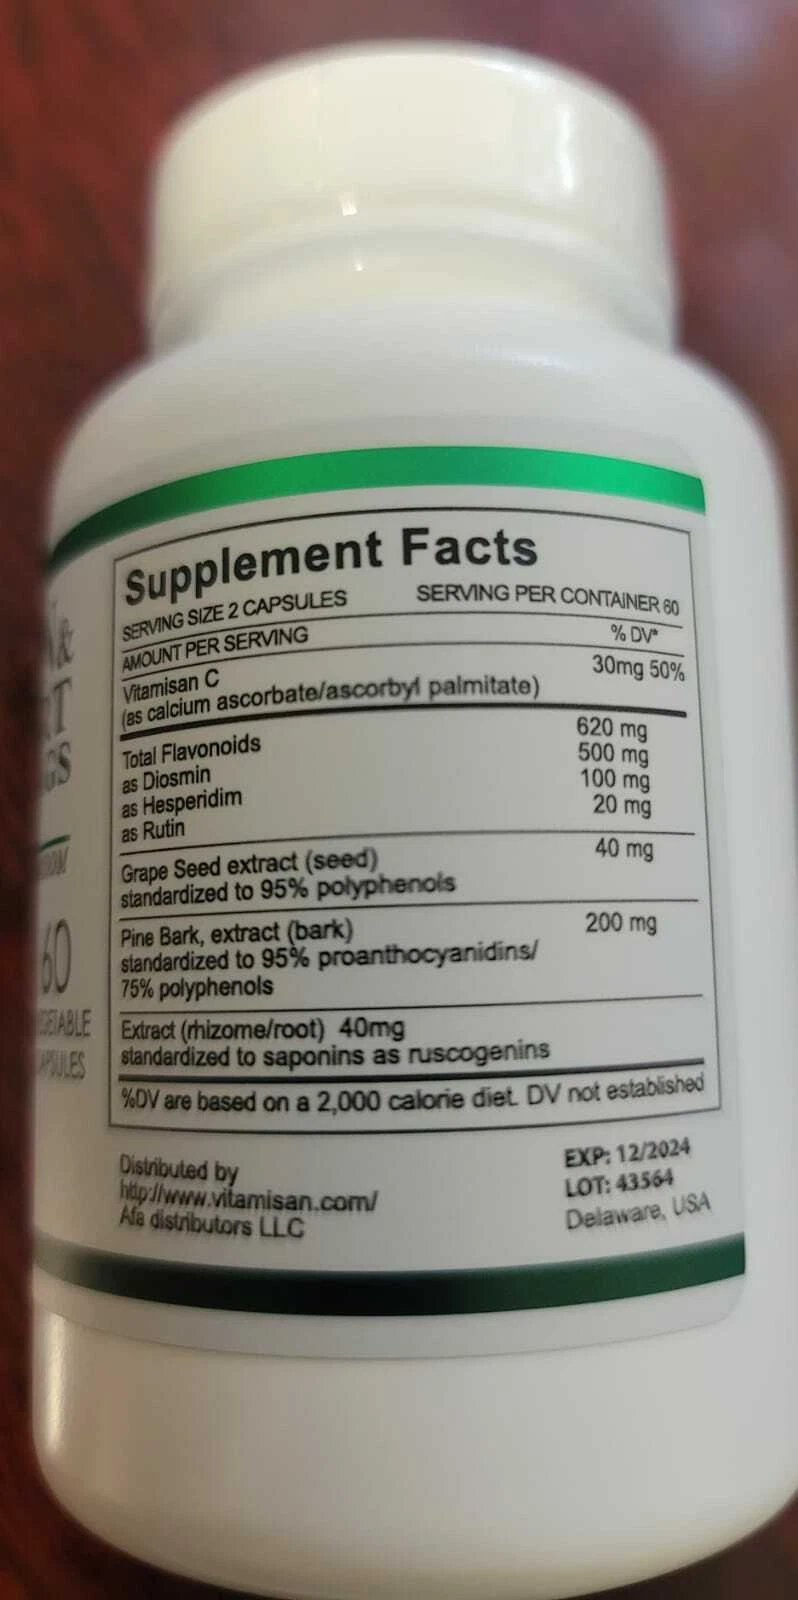 Supplement Facts
SERVING SIZE 2 CAPSULES SERVING PER CONTAINER 60
AMOUNT PER SERVING % DV*
Vitamisan C 30mg 50%
(as calcium ascorbate/ascorbyl palmitate)
Total Flavonoids 620 mg
as Diosmin 500 mg
as Hesperidim 100 mg
as Rutin 20 mg
Grape Seed extract (seed) 40 mg
standardized to 95% polyphenols
Pine Bark, extract (bark) 200 mg
standardized to 95% proanthocyanidins/
75% polyphenols
Extract (rhizome/root) 40mg
standardized to saponins as ruscogenins
%DV are based on a 2,000 calorie diet. DV not established
Distributed by
http://www.vitamisan.com/
Afa distributors LLC
EXP: 12/2024
LOT: 43564
Delaware, USA
&
RT
GS
60